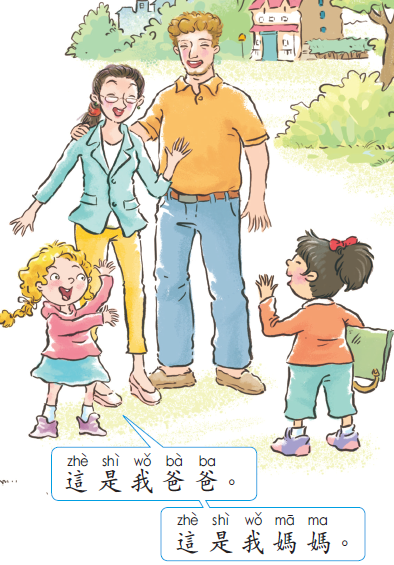 zhè shì wǒ bà ba
這是我爸爸。
zhè shì wǒ mā ma
這是我媽媽。